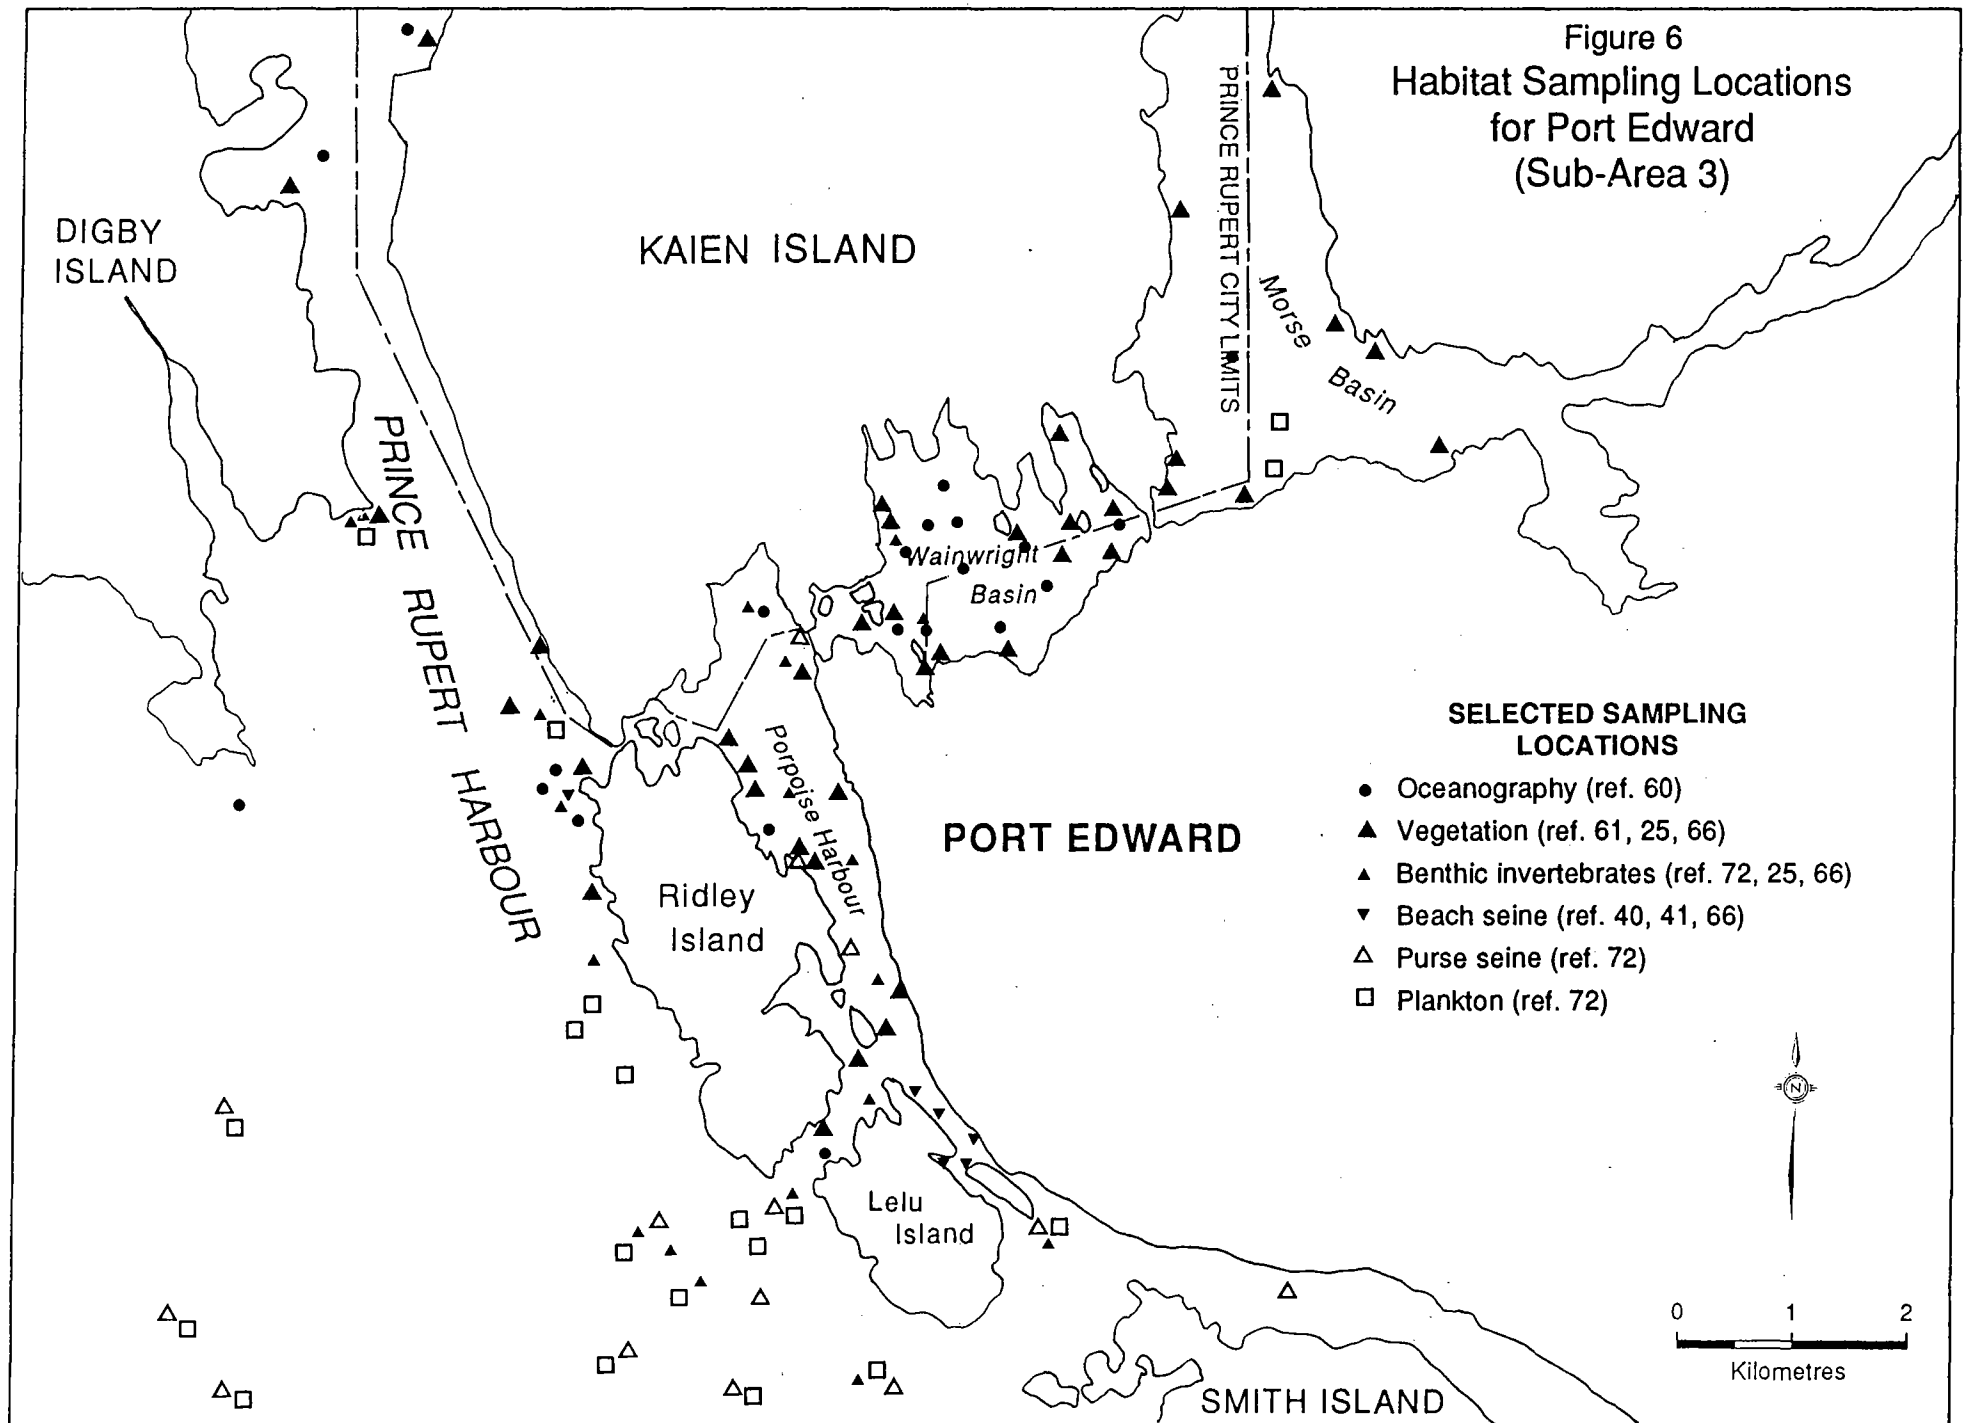 Figure 6
Habitat Sampling Locations
for Port Edward
(Sub-Area 3)
DIGBY
ISLAND
KAIEN ISLAND
PRINCE RUPERT CITY LIMITS
Morse
Basin
PRINCE RUPERT HARBOUR
Wainwright
Basin
Porpoise Harbour
PORT EDWARD
Ridley
Island
SELECTED SAMPLING
LOCATIONS
Oceanography (ref. 60)
Vegetation (ref. 61, 25, 66)
Benthic invertebrates (ref. 72, 25, 66)
Beach seine (ref. 40, 41, 66)
Purse seine (ref. 72)
Plankton (ref. 72)
N
Lelu
Island
0 1 2
Kilometres
SMITH ISLAND